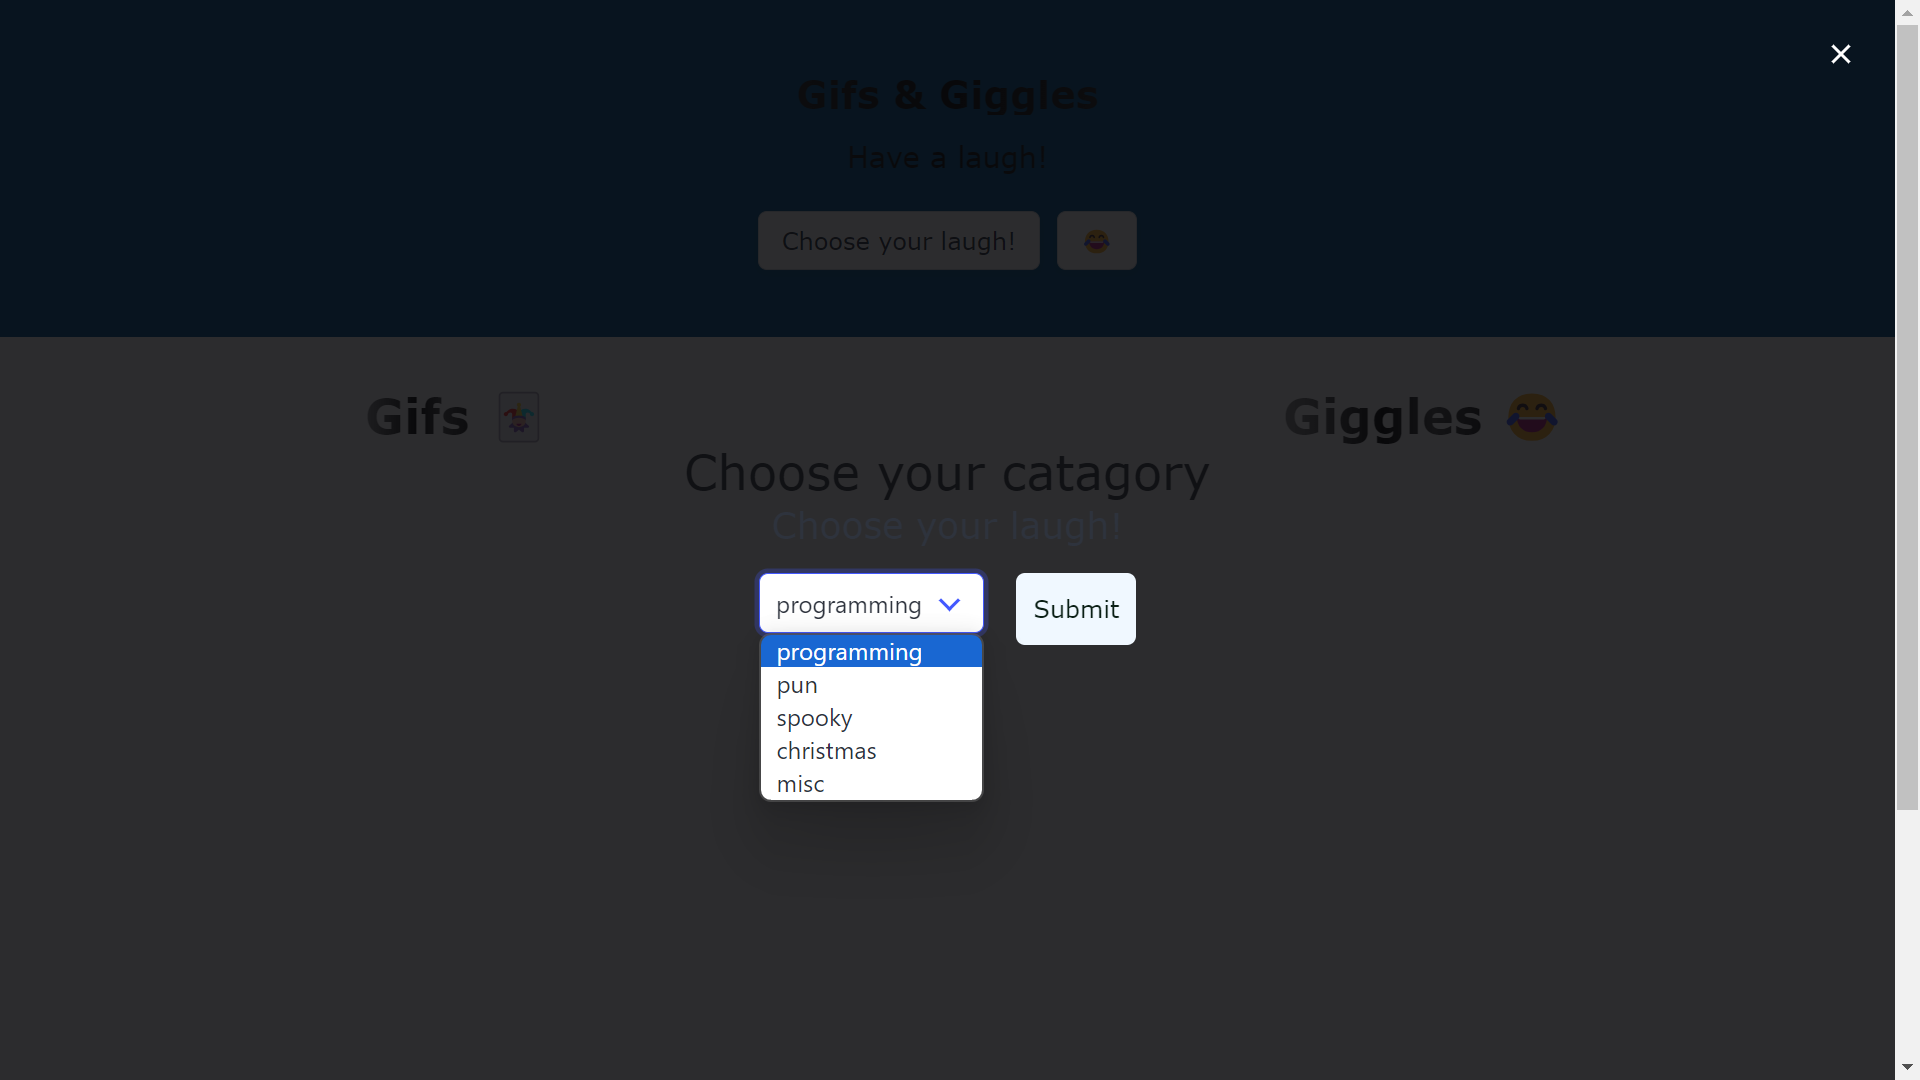 Gifs & Giggles
Have a laugh!
Choose your laugh! 😂
Gifs 🃏
Giggles 😂
Choose your catagory
Choose your laugh!
programming
Submit
programming
pun
spooky
christmas
misc